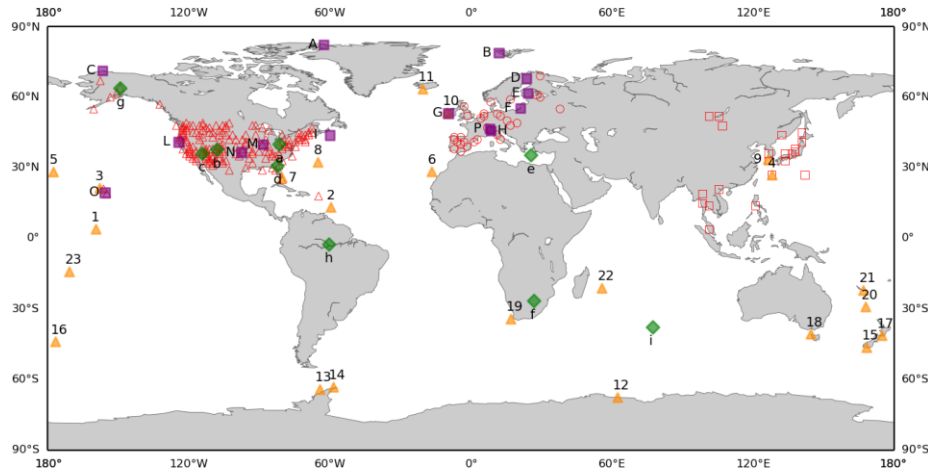 180°W 120°W 60°W 0° 60°E 120°E 180°E
90°N 90°N
A
B
C
D
60°N 11 60°N
g E
10 F
G
L M I P H
N a
30°N 5 c b 8 6 e 9 30°N
d 7 4
3
O
2
1
0° 0°
h
23 22 21
20
30°S f 19 30°S
16 i 18 17
15
60°S 13 14 12 60°S
90°S 90°S
180°W 120°W 60°W 0° 60°E 120°E 180°E